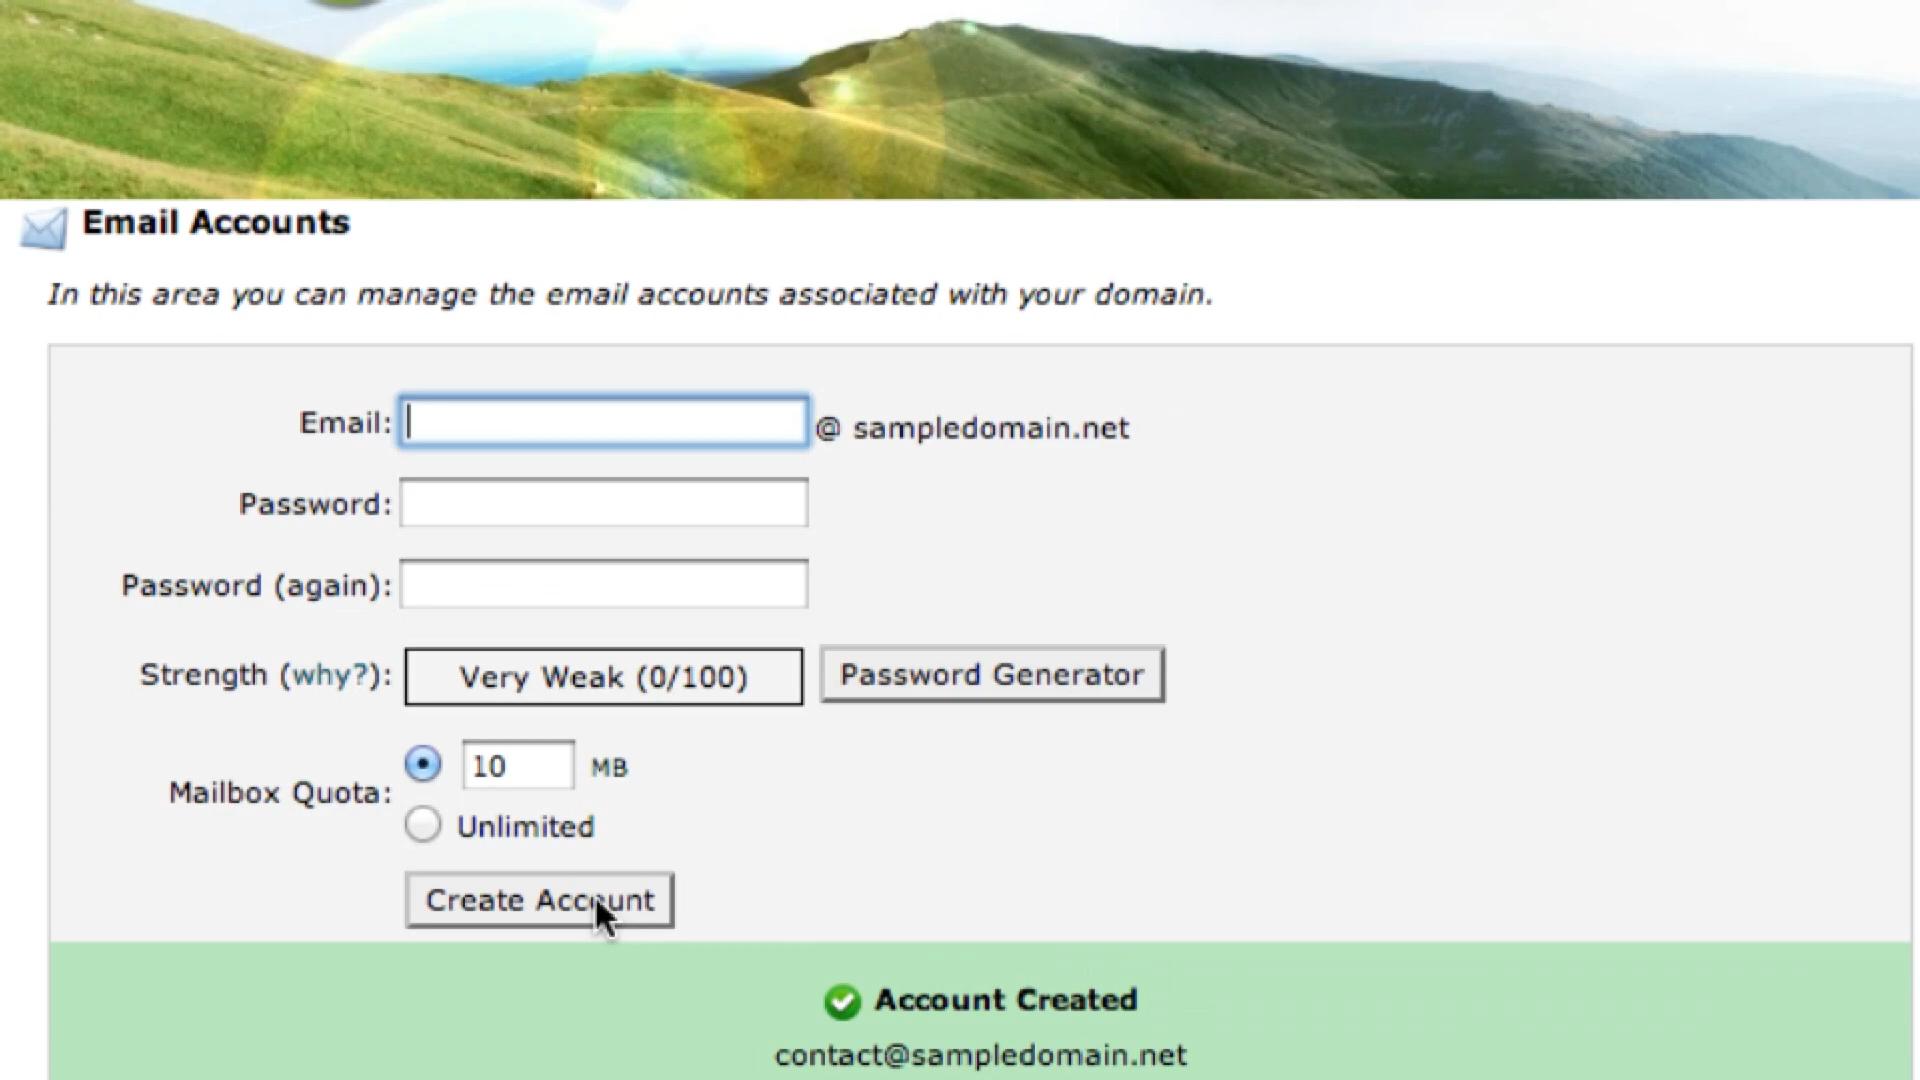 Email Accounts
In this area you can manage the email accounts associated with your domain.
Email: @ sampledomain.net
Password:
Password (again):
Strength (why?): Very Weak (0/100) Password Generator
Mailbox Quota: 10 MB
Unlimited
Create Account
Account Created
contact@sampledomain.net